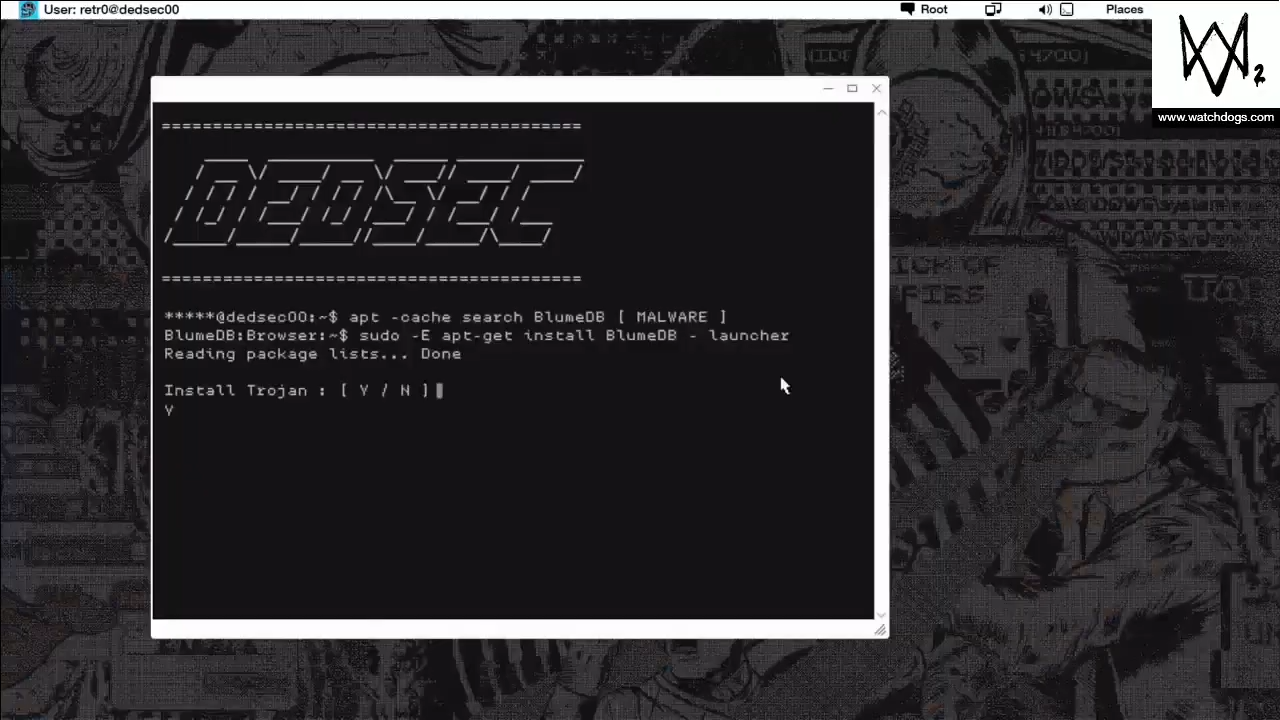 User: retr0@dedsec00
Root
Places
2
www.watchdogs.com
=========================================
DEDSEC
=========================================
*****@dedsec00:~$ apt -cache search BlumeDB [ MALWARE ]
BlumeDB:Browser:~$ sudo -E apt-get install BlumeDB - launcher
Reading package lists... Done
Install Trojan : [ Y / N ]
Y